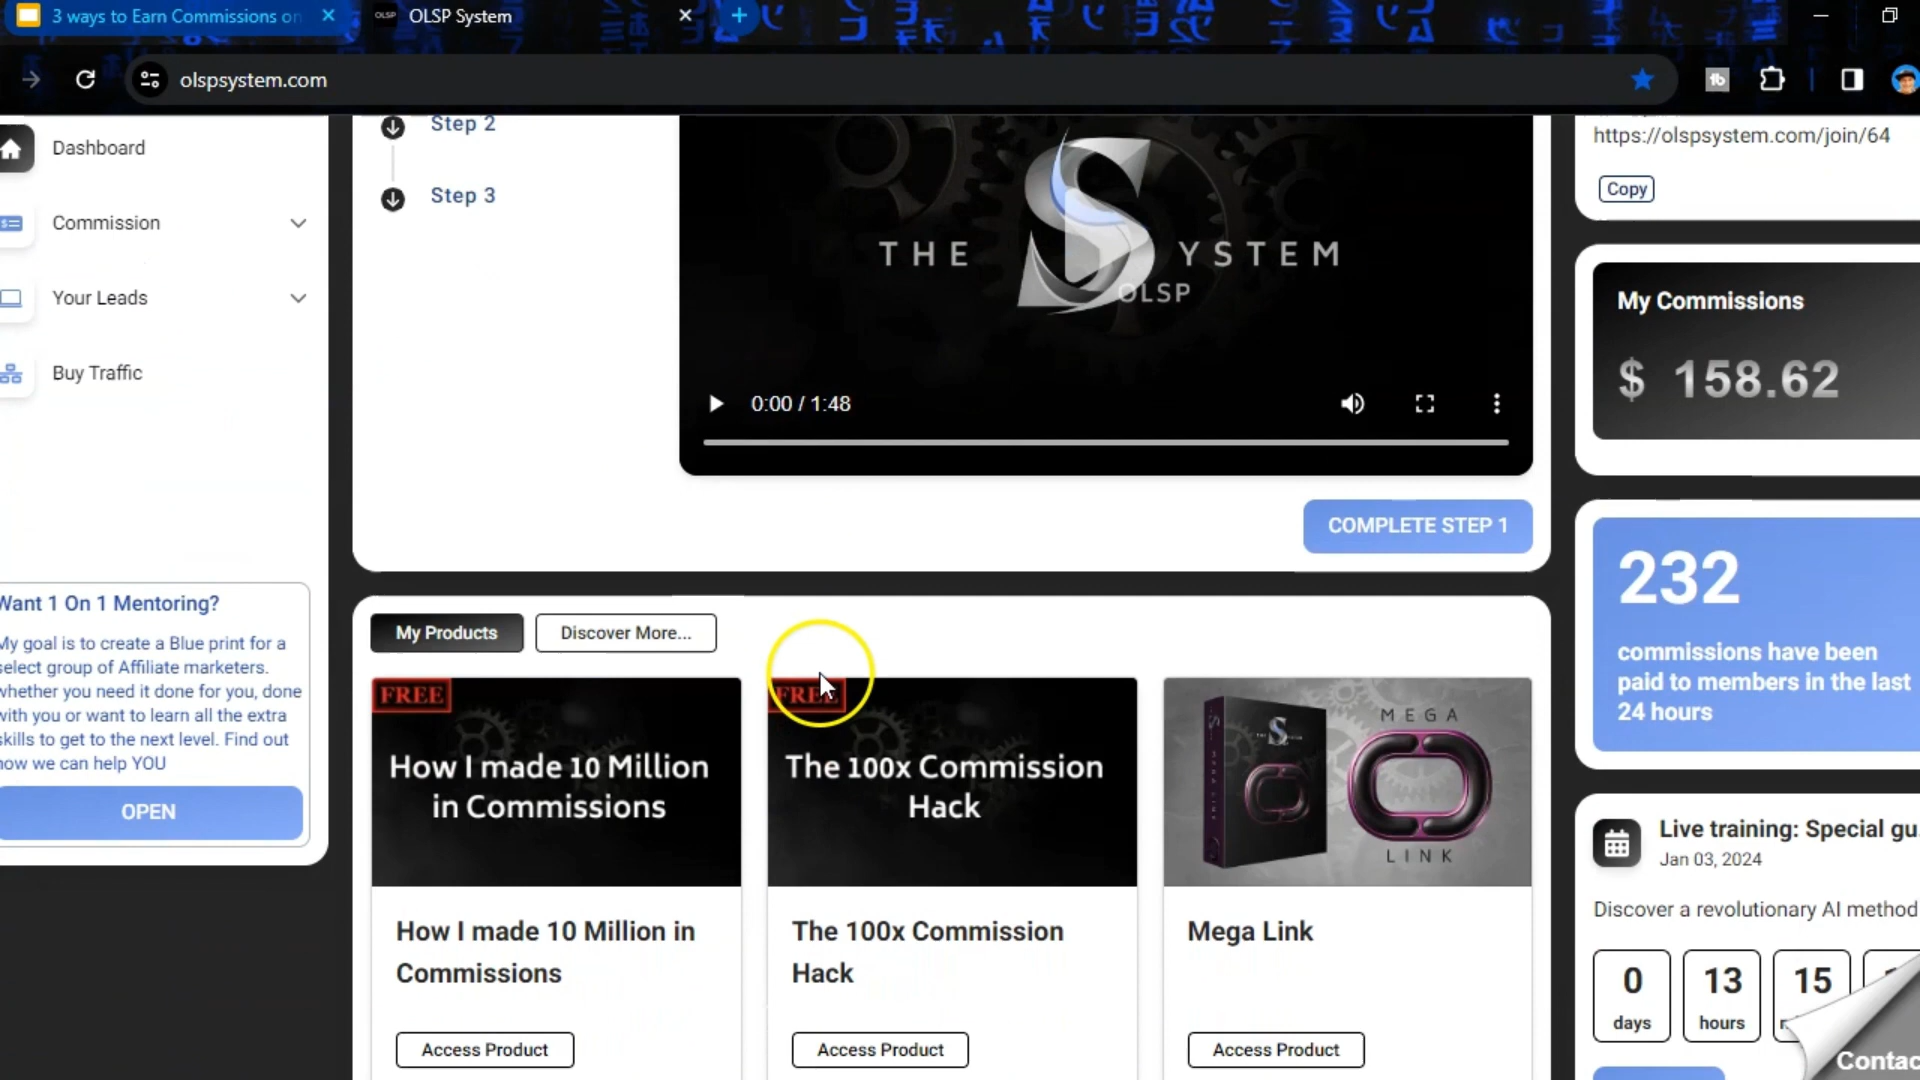 3 ways to Earn Commissions on
OLSP
OLSP System
olspsystem.com
Dashboard
Commission
Your Leads
Buy Traffic
Want 1 On 1 Mentoring?
My goal is to create a Blue print for a
select group of Affiliate marketers.
whether you need it done for you, done
with you or want to learn all the extra
skills to get to the next level. Find out
how we can help YOU
OPEN
Step 2
Step 3
THE SYSTEM
OLSP
0:00 / 1:48
COMPLETE STEP 1
My Products
Discover More...
FREE
How I made 10 Million
in Commissions
How I made 10 Million in
Commissions
Access Product
FREE
The 100x Commission
Hack
The 100x Commission
Hack
Access Product
MEGA
LINK
Mega Link
Access Product
https://olspsystem.com/join/64
Copy
My Commissions
$ 158.62
232
commissions have been
paid to members in the last
24 hours
Live training: Special gu...
Jan 03, 2024
Discover a revolutionary AI method
0
days
13
hours
15
Contac